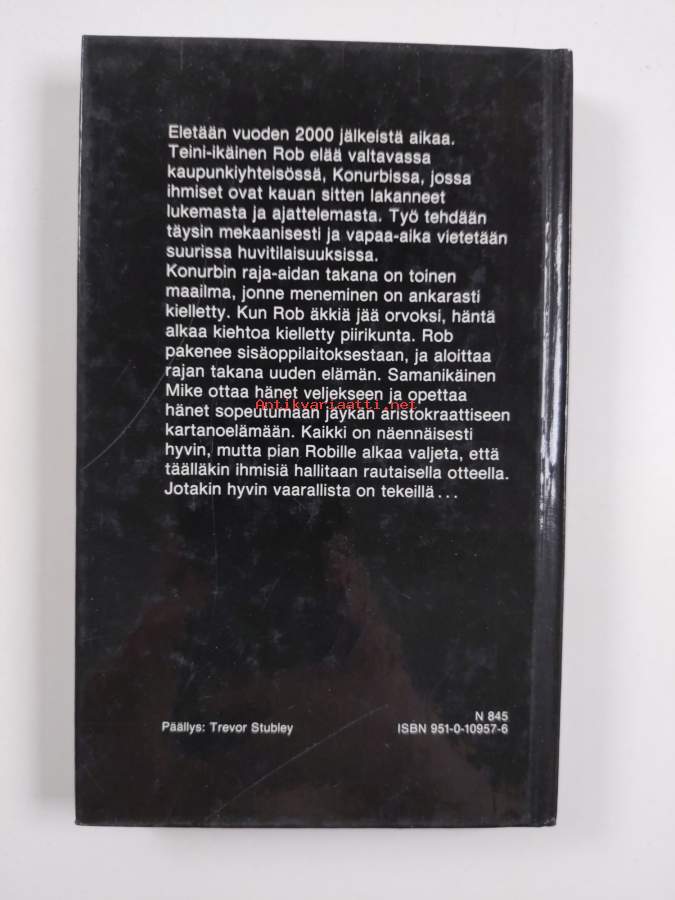 Eletään vuoden 2000 jälkeistä aikaa.
Teini-ikäinen Rob elää valtavassa
kaupunkiyhteisössä, Konurbissa, jossa
ihmiset ovat kauan sitten lakanneet
lukemasta ja ajattelemasta. Työ tehdään
täysin mekaanisesti ja vapaa-aika vietetään
suurissa huvitilaisuuksissa.
Konurbin raja-aidan takana on toinen
maailma, jonne meneminen on ankarasti
kielletty. Kun Rob äkkiä jää orvoksi, häntä
alkaa kiehtoa kielletty piirikunta. Rob
pakenee sisäoppilaitoksestaan, ja aloittaa
rajan takana uuden elämän. Samanikäinen
Mike ottaa hänet veljekseen ja opettaa
Antikvariaatti.net
hänet sopeutumaan jäykän aristokraattiseen
kartanoelämään. Kaikki on näennäisesti
hyvin, mutta pian Robille alkaa valjeta, että
täälläkin ihmisiä hallitaan rautaisella otteella.
Jotakin hyvin vaarallista on tekeillä...
N 845
Päällys: Trevor Stubley ISBN 951-0-10957-6